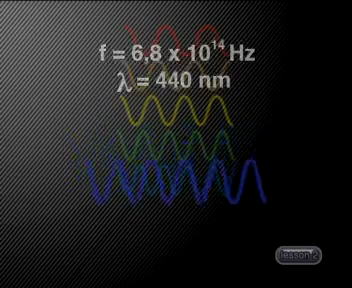 f = 6,8 x 10¹⁴ Hz
λ = 440 nm
lesson 2